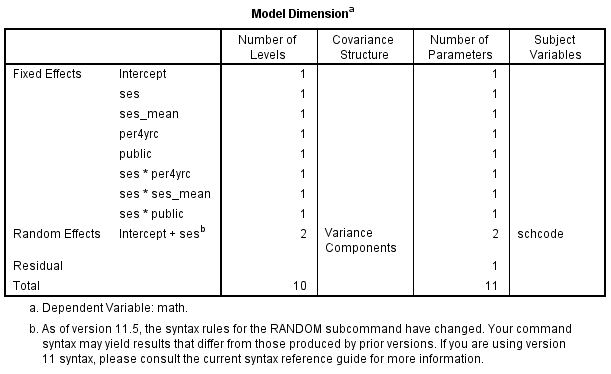 Model Dimensionᵃ
Number of Levels Covariance Structure Number of Parameters Subject Variables
Fixed Effects Intercept 1 1
ses 1 1
ses_mean 1 1
per4yrc 1 1
public 1 1
ses * per4yrc 1 1
ses * ses_mean 1 1
ses * public 1 1
Random Effects Intercept + sesᵇ 2 Variance Components 2 schcode
Residual 1
Total 10 11
a. Dependent Variable: math.
b. As of version 11.5, the syntax rules for the RANDOM subcommand have changed. Your command
syntax may yield results that differ from those produced by prior versions. If you are using version
11 syntax, please consult the current syntax reference guide for more information.